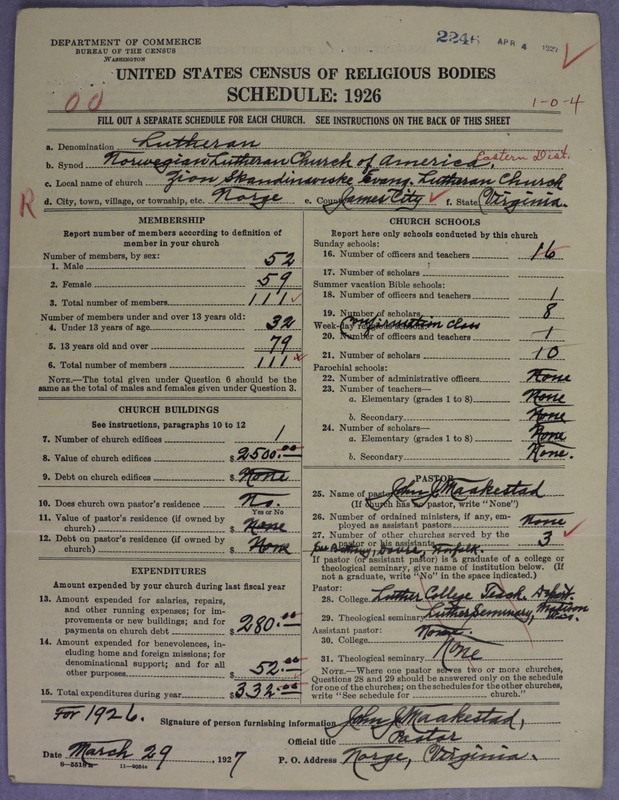 DEPARTMENT OF COMMERCE
BUREAU OF THE CENSUS
WASHINGTON
2246 APR 4 1927
UNITED STATES CENSUS OF RELIGIOUS BODIES
SCHEDULE: 1926
00
1-0-4
FILL OUT A SEPARATE SCHEDULE FOR EACH CHURCH. SEE INSTRUCTIONS ON THE BACK OF THIS SHEET
a. Denomination Lutheran
b. Synod Norwegian Lutheran Church of America, Eastern Dist.
c. Local name of church Zion Skandinaviske Evang. Lutheran Church
R
d. City, town, village, or township, etc. Norge e. County James City f. State Virginia.
MEMBERSHIP
Report number of members according to definition of
member in your church
Number of members, by sex:
1. Male 52
2. Female 59
3. Total number of members 111
Number of members under and over 13 years old:
4. Under 13 years of age 32
5. 13 years old and over 79
6. Total number of members 111
NOTE.—The total given under Question 6 should be the
same as the total of males and females given under Question 3.
CHURCH BUILDINGS
See instructions, paragraphs 10 to 12
7. Number of church edifices 1
8. Value of church edifices $ 2500.00
9. Debt on church edifices $ None
10. Does church own pastor's residence No.
Yes or No
11. Value of pastor's residence (if owned by
church) $ None
12. Debt on pastor's residence (if owned by
church) $ None
EXPENDITURES
Amount expended by your church during last fiscal year
13. Amount expended for salaries, repairs,
and other running expenses; for im-
provements or new buildings; and for
payments on church debt $ 280.00
14. Amount expended for benevolences, in-
cluding home and foreign missions; for
denominational support; and for all
other purposes 52.00
15. Total expenditures during year $ 332.00
CHURCH SCHOOLS
Report here only schools conducted by this church
Sunday schools:
16. Number of officers and teachers 16
17. Number of scholars
Summer vacation Bible schools:
18. Number of officers and teachers 1
19. Number of scholars 8
Week-day Confirmation Class
20. Number of officers and teachers 1
21. Number of scholars 10
Parochial schools:
22. Number of administrative officers None
23. Number of teachers—
a. Elementary (grades 1 to 8) None
b. Secondary None
24. Number of scholars—
a. Elementary (grades 1 to 8) None
b. Secondary None.
PASTOR
25. Name of pastor John J Maakestad
(If church has no pastor, write "None")
26. Number of ordained ministers, if any, em-
ployed as assistant pastors None
27. Number of other churches served by the
pastor or his assistants 3
Dovre, Norfolk.
If pastor (or assistant pastor) is a graduate of a college or
theological seminary, give name of institution below. (If
not a graduate, write "No" in the space indicated.)
Pastor:
28. College Luther College Teach. Depart.
29. Theological seminary Luther Seminary, Madison Wis.
Assistant pastor: None.
30. College
31. Theological seminary None
NOTE.—Where one pastor serves two or more churches,
Questions 28 and 29 should be answered only on the schedule
for one of the churches; on the schedules for the other churches,
write "See schedule for church."
For 1926.
Signature of person furnishing information John J Maakestad,
Official title Pastor
Date March 29, 1927 P. O. Address Norge, Virginia.
8-5518a 11-9054a